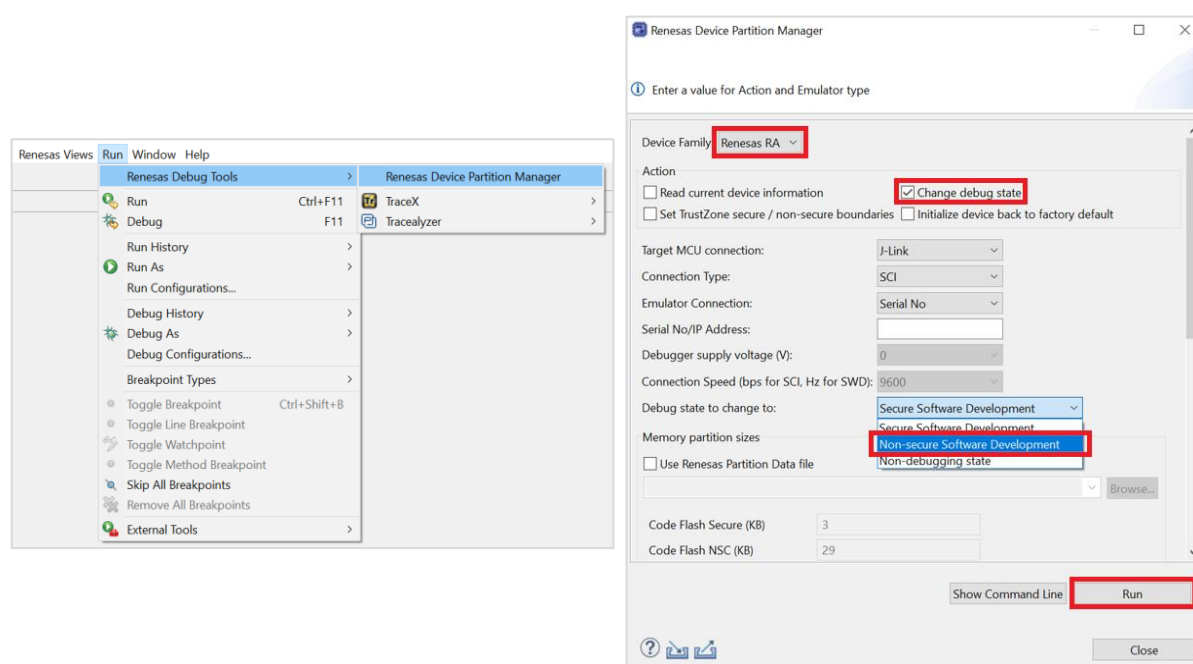 Renesas Views Run Window Help
Renesas Debug Tools
Renesas Device Partition Manager
Run Ctrl+F11
TraceX
Debug F11
Tracealyzer
Run History
Run As
Run Configurations...
Debug History
Debug As
Debug Configurations...
Breakpoint Types
Toggle Breakpoint Ctrl+Shift+B
Toggle Line Breakpoint
Toggle Watchpoint
Toggle Method Breakpoint
Skip All Breakpoints
Remove All Breakpoints
External Tools
Renesas Device Partition Manager
Enter a value for Action and Emulator type
Device Family: Renesas RA
Action
Read current device information
Change debug state
Set TrustZone secure / non-secure boundaries
Initialize device back to factory default
Target MCU connection: J-Link
Connection Type: SCI
Emulator Connection: Serial No
Serial No/IP Address:
Debugger supply voltage (V): 0
Connection Speed (bps for SCI, Hz for SWD): 9600
Debug state to change to: Secure Software Development
Secure Software Development
Non-secure Software Development
Non-debugging state
Memory partition sizes
Use Renesas Partition Data file
Browse...
Code Flash Secure (KB) 3
Code Flash NSC (KB) 29
Show Command Line
Run
Close